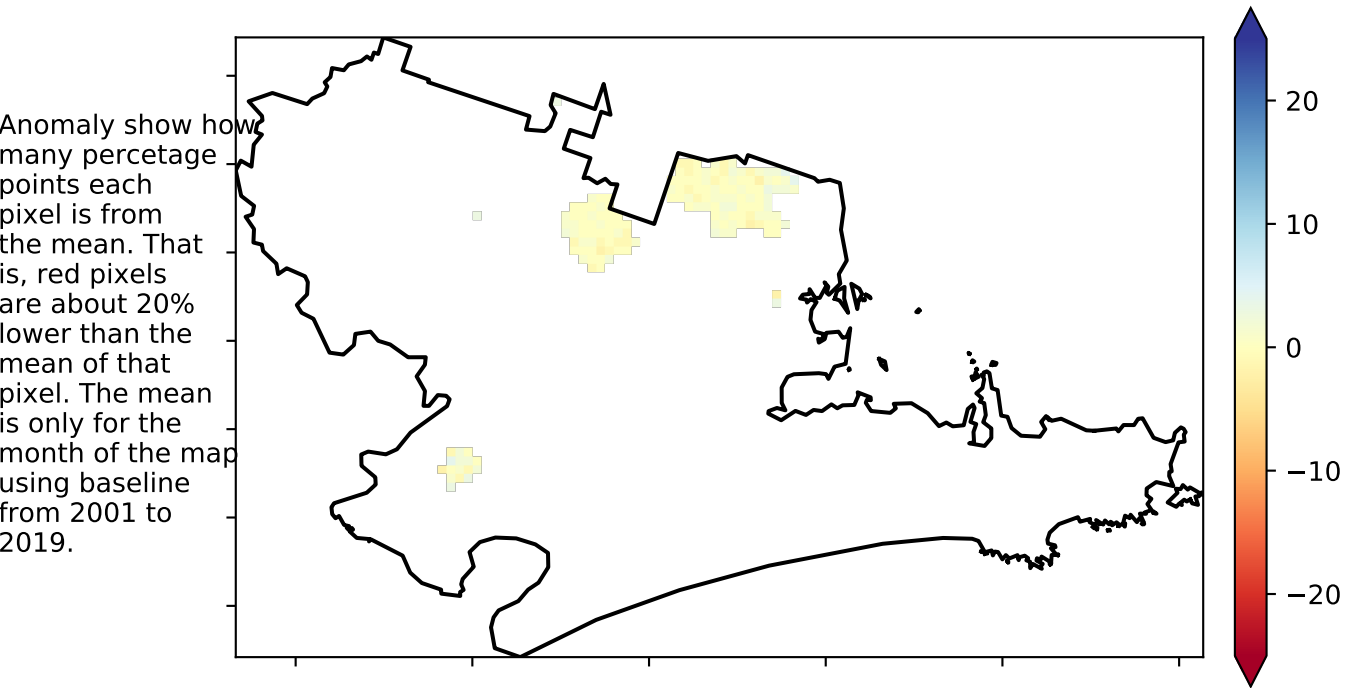 Anomaly show how
many percetage
points each
pixel is from
the mean. That
is, red pixels
are about 20%
lower than the
mean of that
pixel. The mean
is only for the
month of the map
using baseline
from 2001 to
2019.
20
10
0
−10
−20